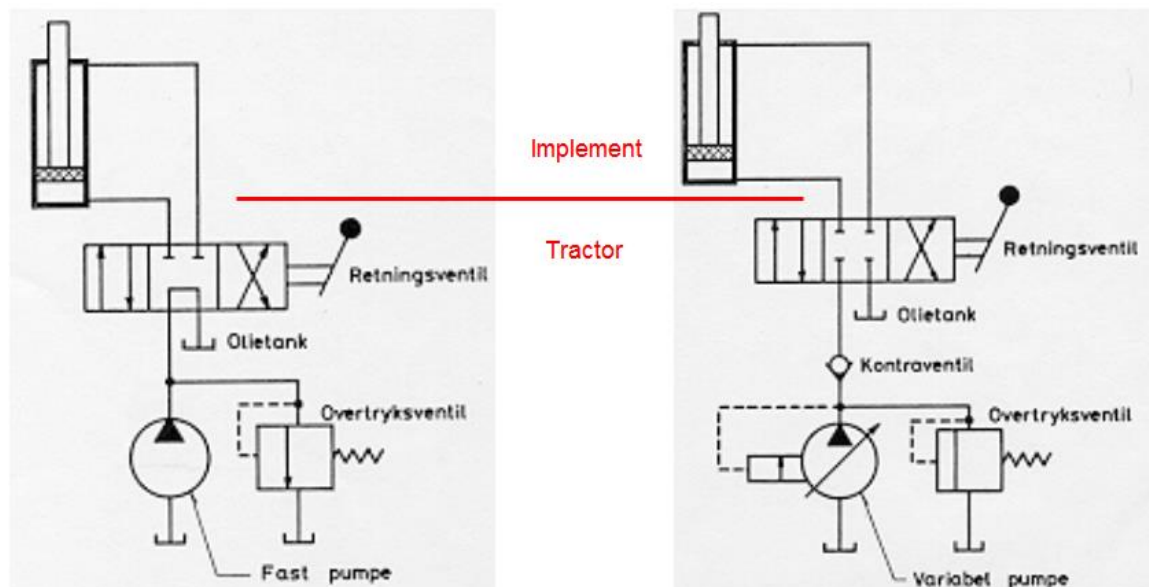 Implement
Tractor
Retningsventil
Olietank
Overtryksventil
Fast pumpe
Retningsventil
Olietank
Kontraventil
Overtryksventil
Variabel pumpe